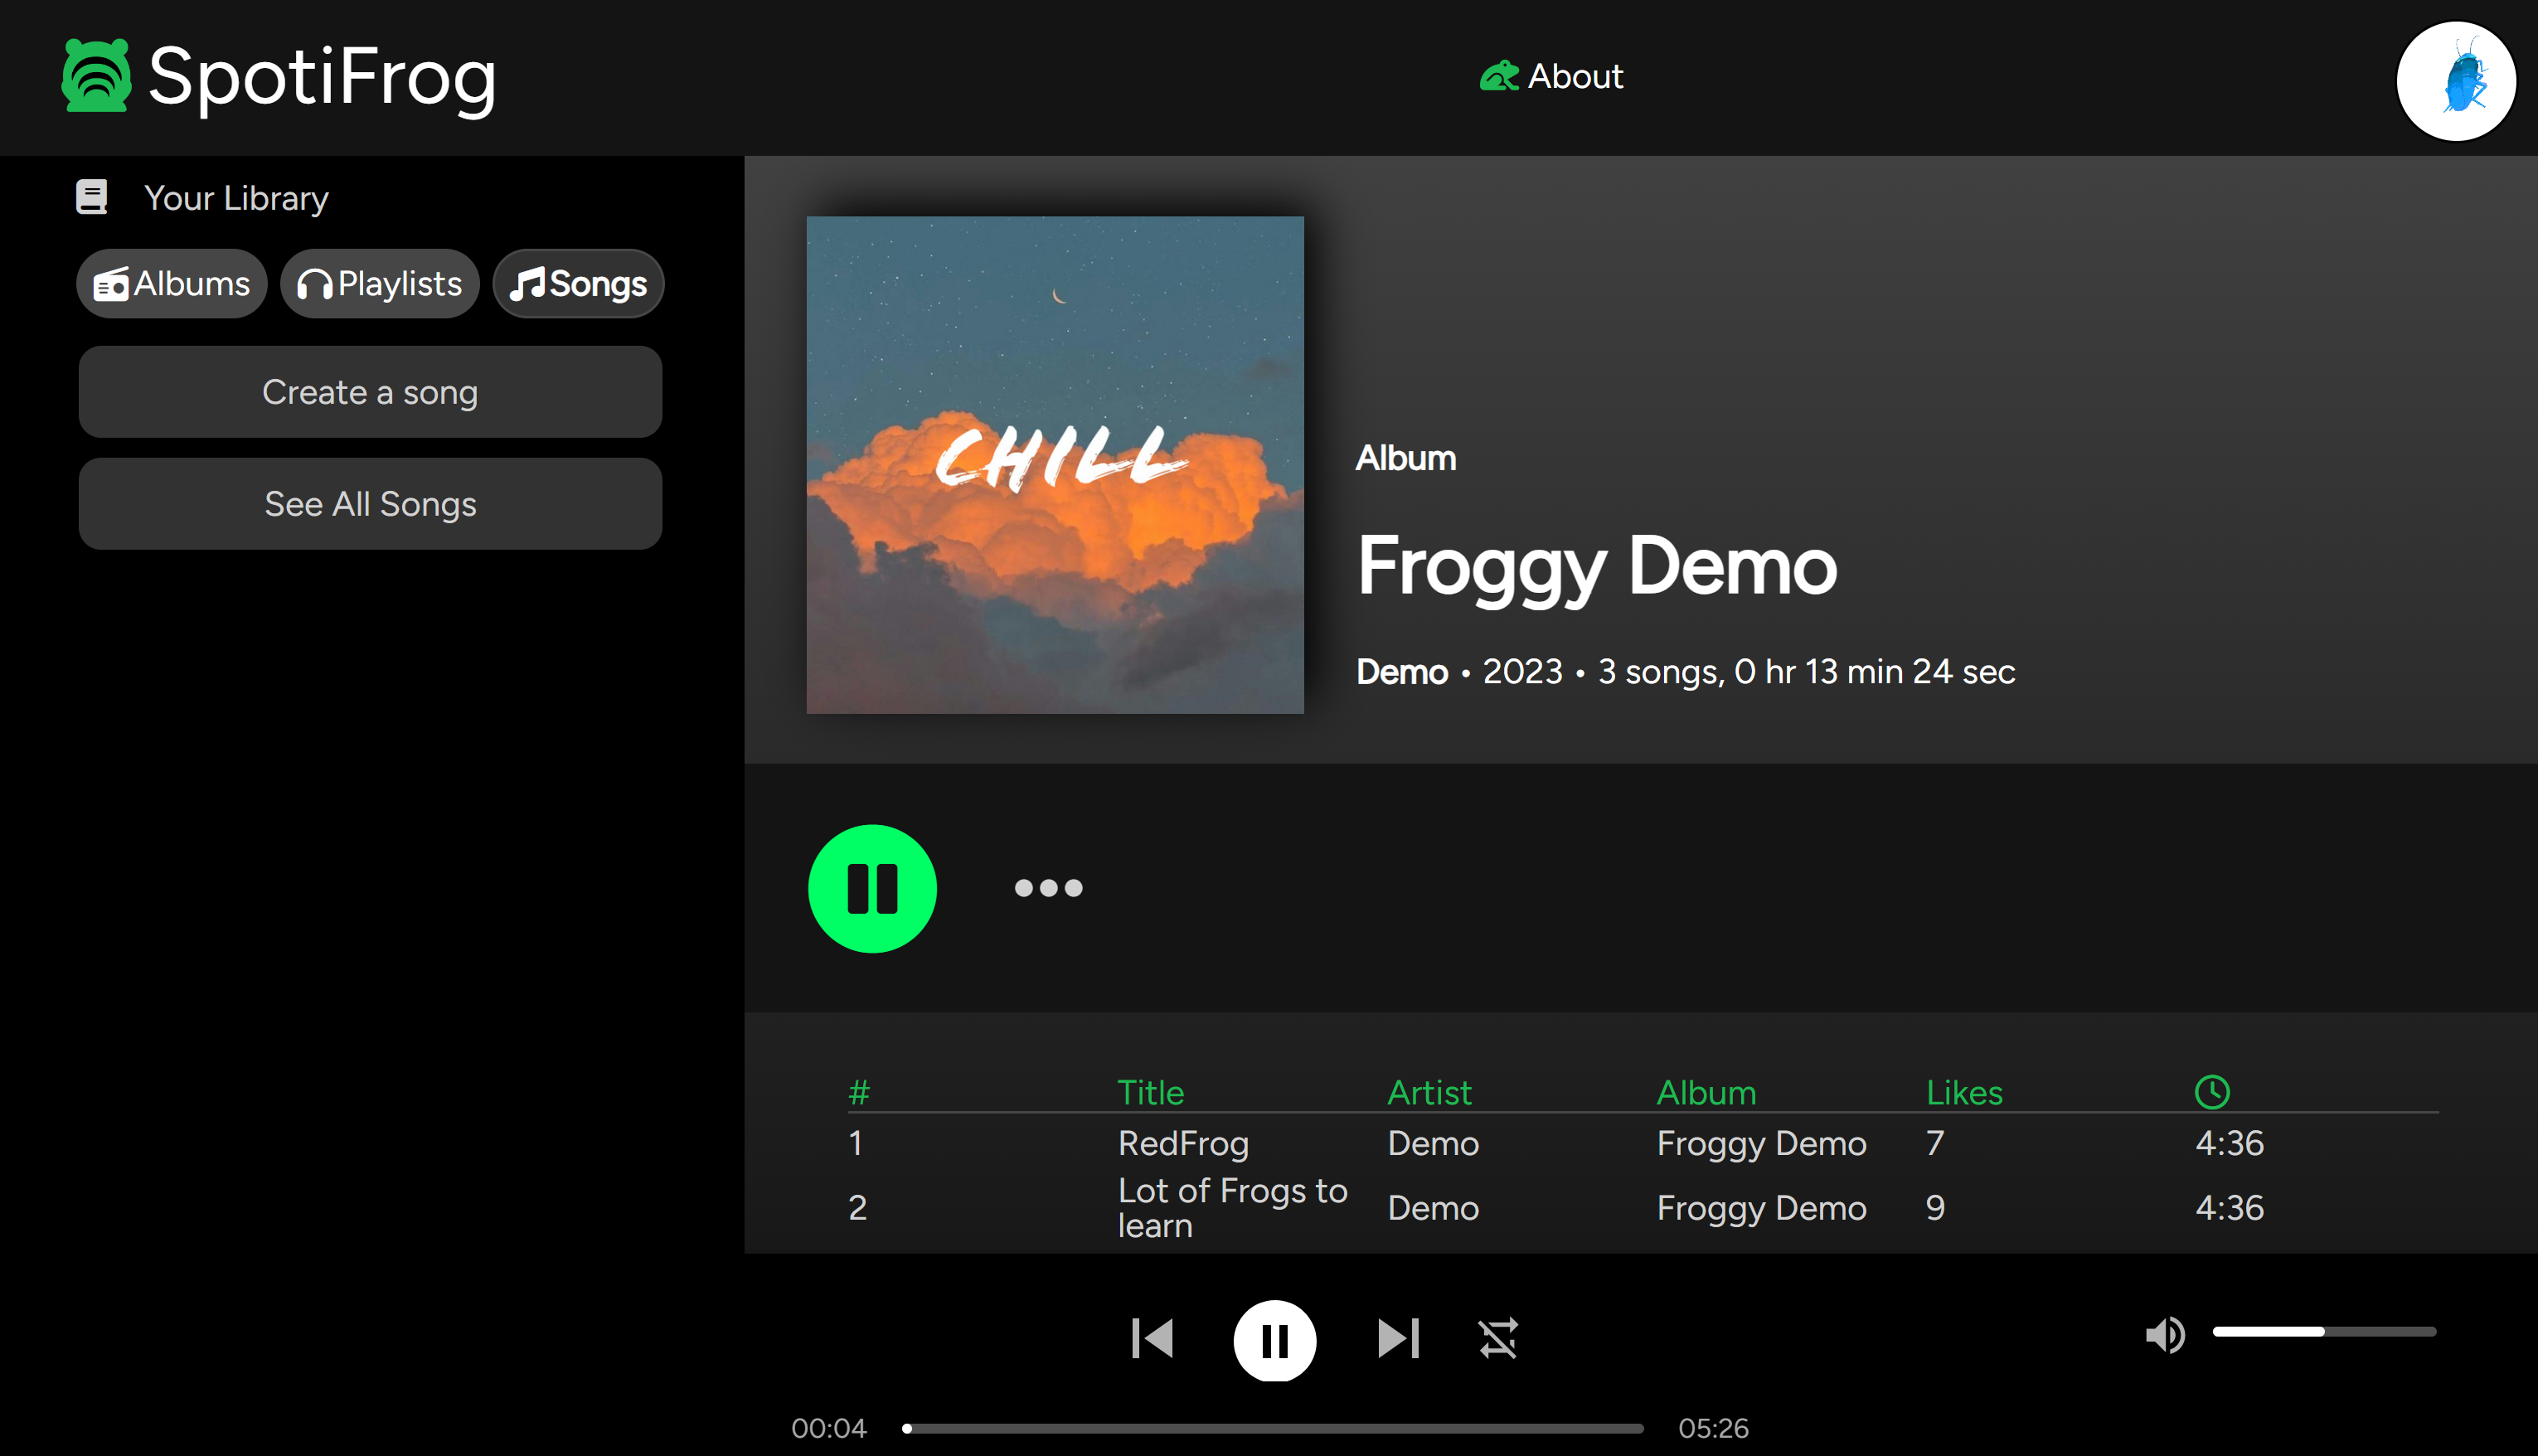 SpotiFrog
About
Your Library
Albums Playlists Songs
Create a song
See All Songs
CHILL
Album
Froggy Demo
Demo • 2023 • 3 songs, 0 hr 13 min 24 sec
# Title Artist Album Likes
1 RedFrog Demo Froggy Demo 7 4:36
2 Lot of Frogs to learn Demo Froggy Demo 9 4:36
00:04 05:26